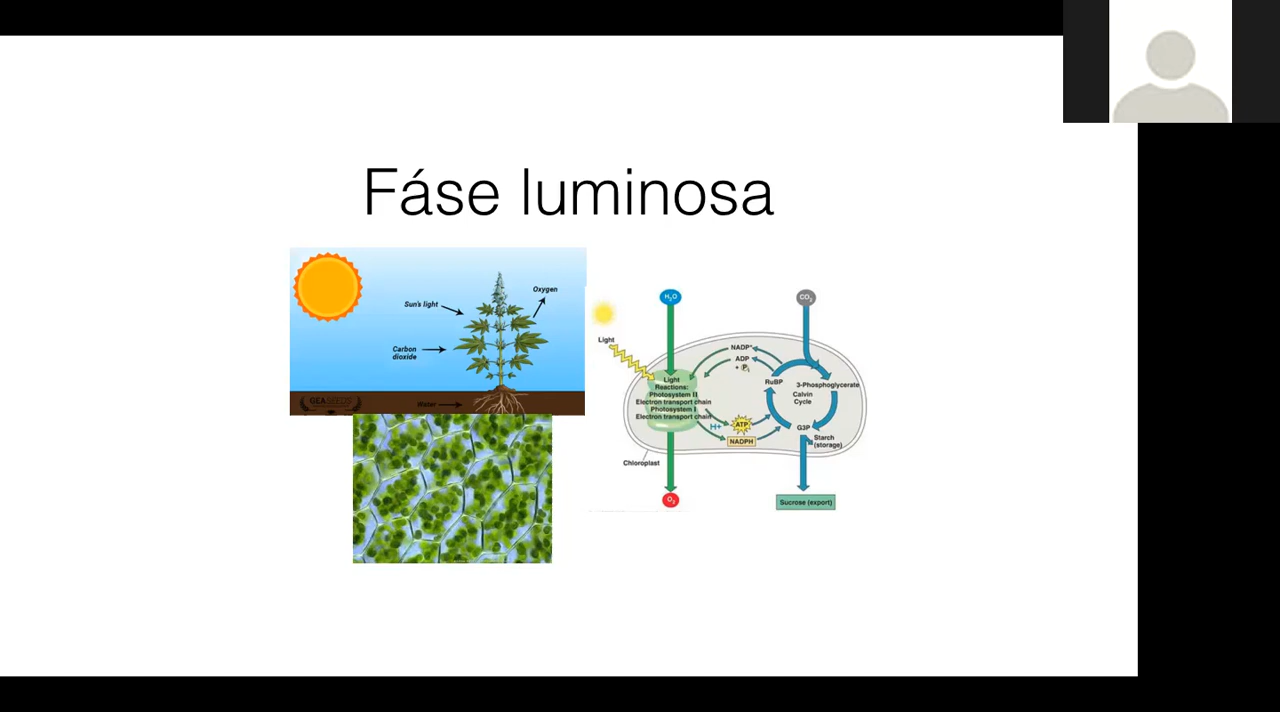 Fáse luminosa
Sun's light
Oxygen
Carbon
dioxide
Water
GEA SEEDS
H₂O
CO₂
Light
NADP⁺
ADP
+ P
Light
Reactions:
Photosystem II
Electron transport chain
Photosystem I
Electron transport chain
RuBP
3-Phosphoglycerate
Calvin
Cycle
H+
ATP
NADPH
G3P
Starch
(storage)
Chloroplast
O₂
Sucrose (export)